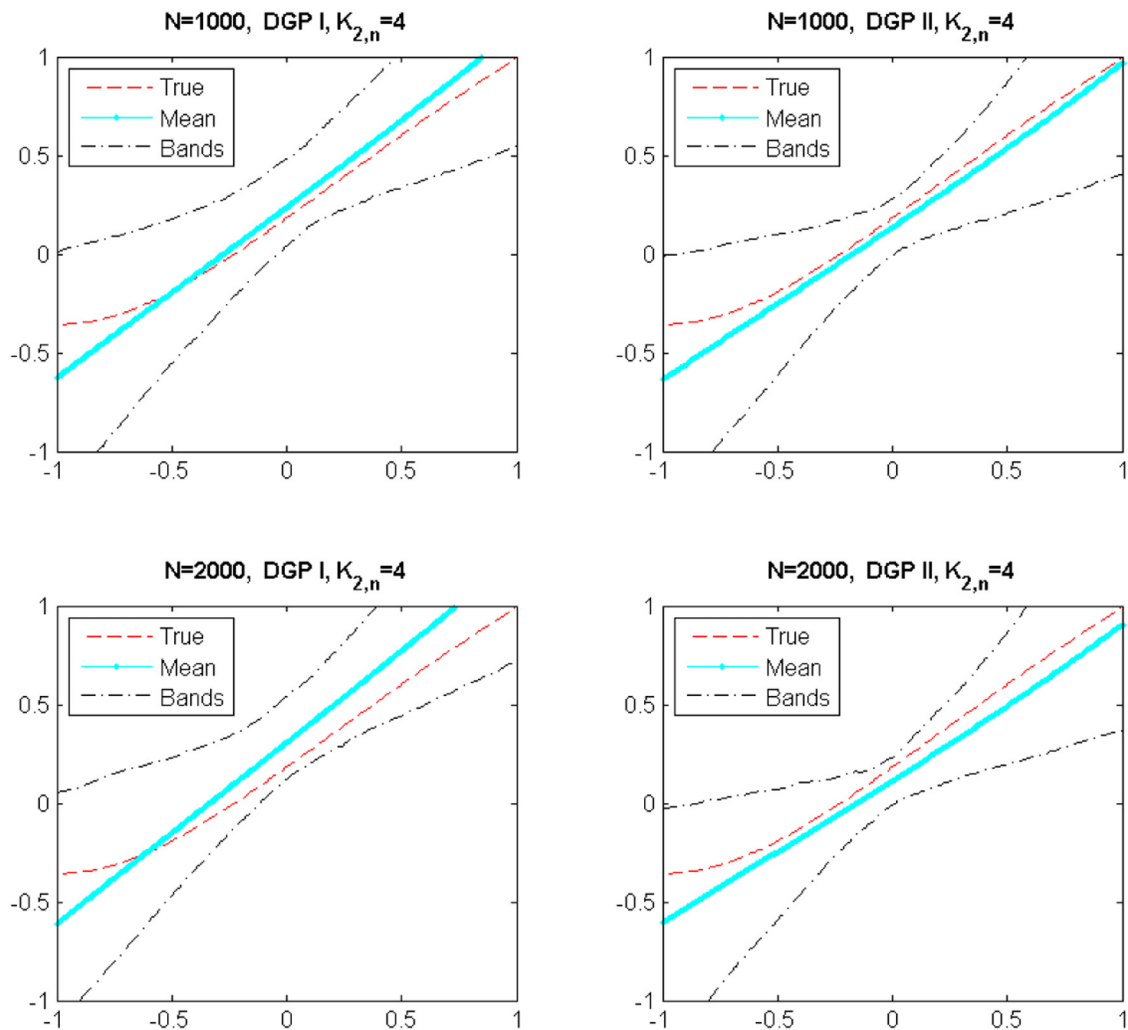 N=1000, DGP I, K2,n=4
1
True
Mean
Bands
0.5
0
-0.5
-1
-1 -0.5 0 0.5 1
N=1000, DGP II, K2,n=4
1
True
Mean
Bands
0.5
0
-0.5
-1
-1 -0.5 0 0.5 1
N=2000, DGP I, K2,n=4
1
True
Mean
Bands
0.5
0
-0.5
-1
-1 -0.5 0 0.5 1
N=2000, DGP II, K2,n=4
1
True
Mean
Bands
0.5
0
-0.5
-1
-1 -0.5 0 0.5 1